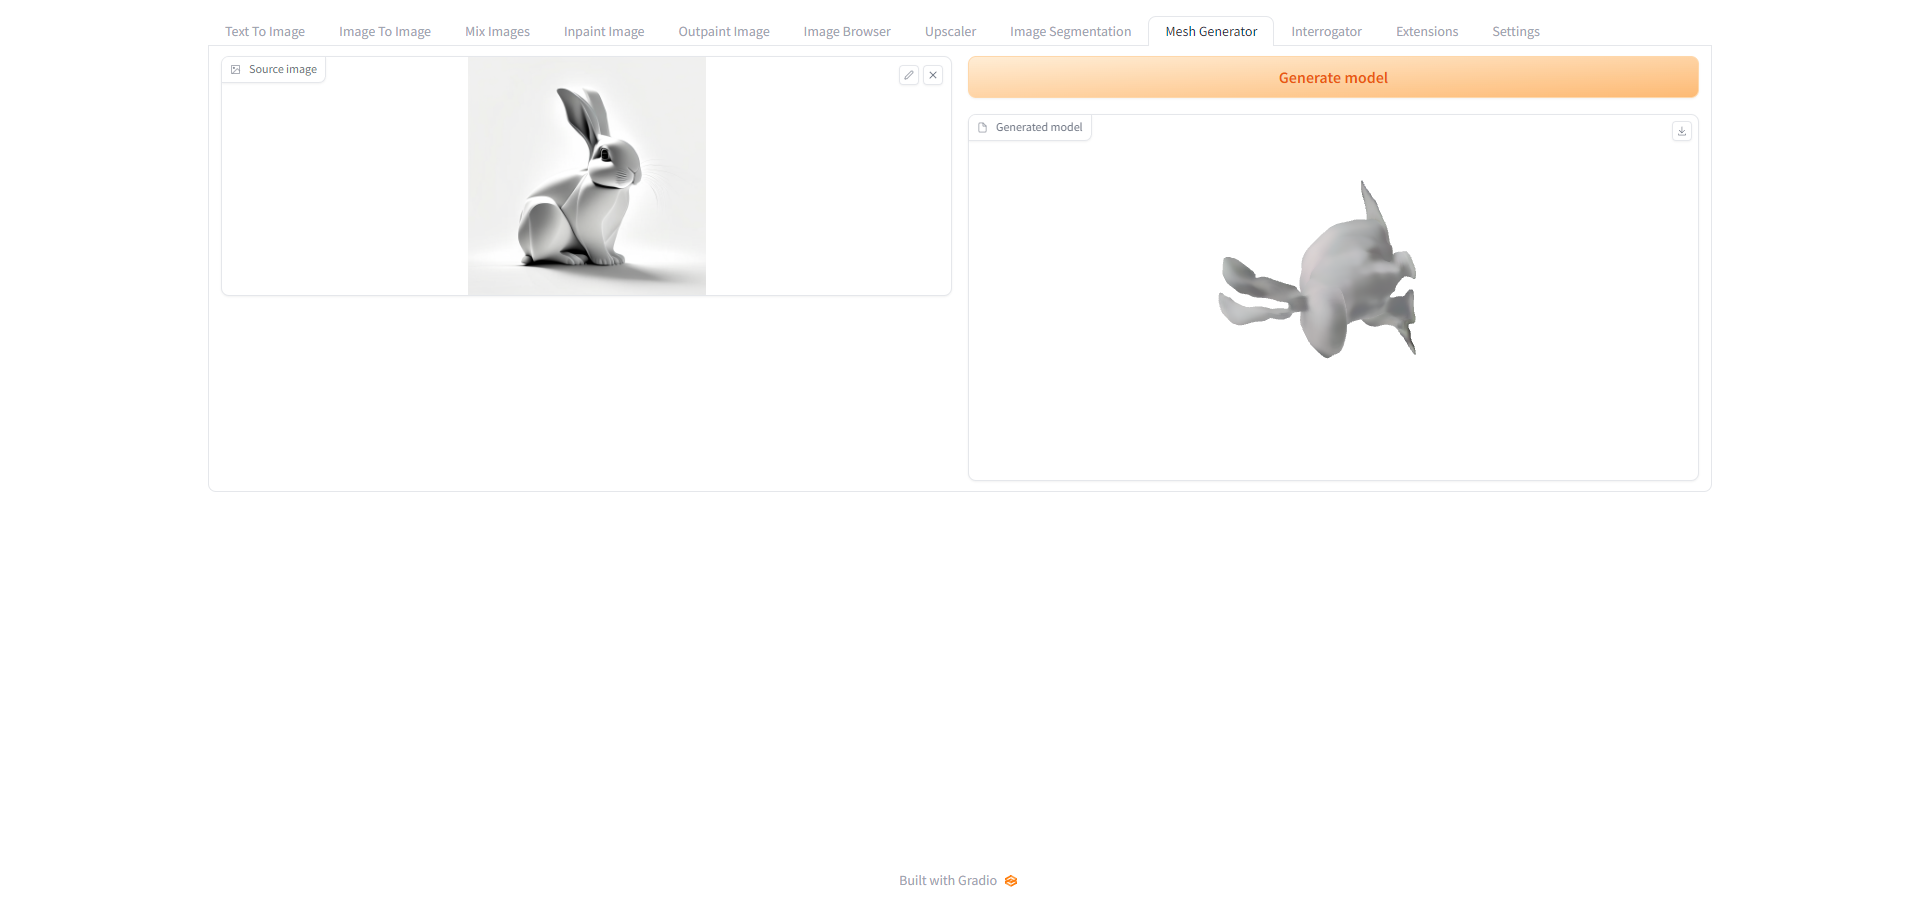 Text To Image
Image To Image
Mix Images
Inpaint Image
Outpaint Image
Image Browser
Upscaler
Image Segmentation
Mesh Generator
Interrogator
Extensions
Settings
Source image
Generate model
Generated model
Built with Gradio